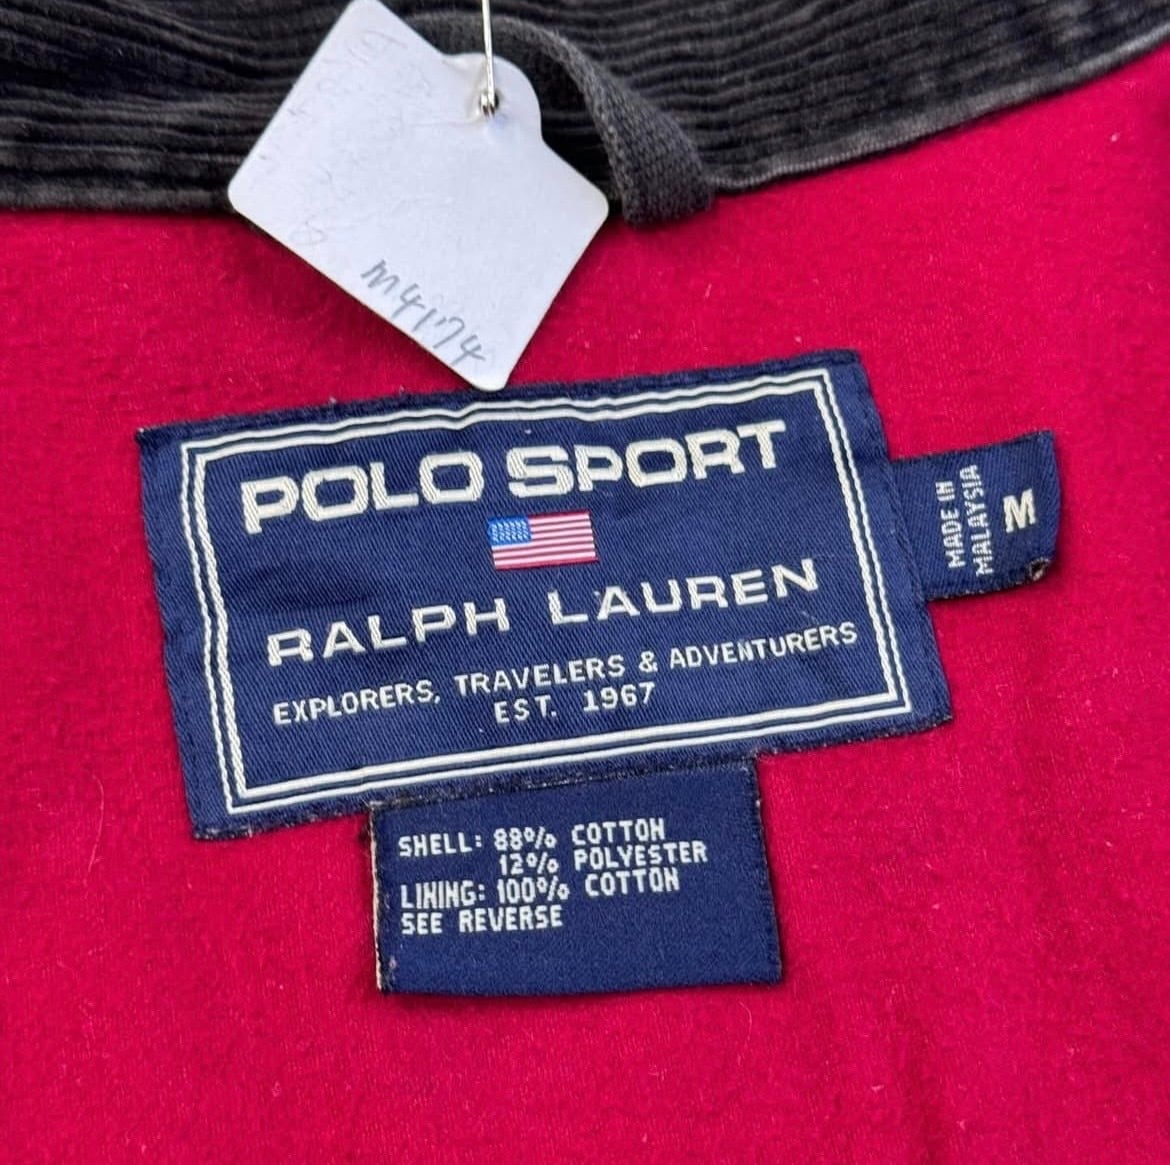 M4174
POLO SPORT
RALPH LAUREN
EXPLORERS, TRAVELERS & ADVENTURERS
EST. 1967
MADE IN
MALAYSIA
M
SHELL: 88% COTTON
12% POLYESTER
LINING: 100% COTTON
SEE REVERSE